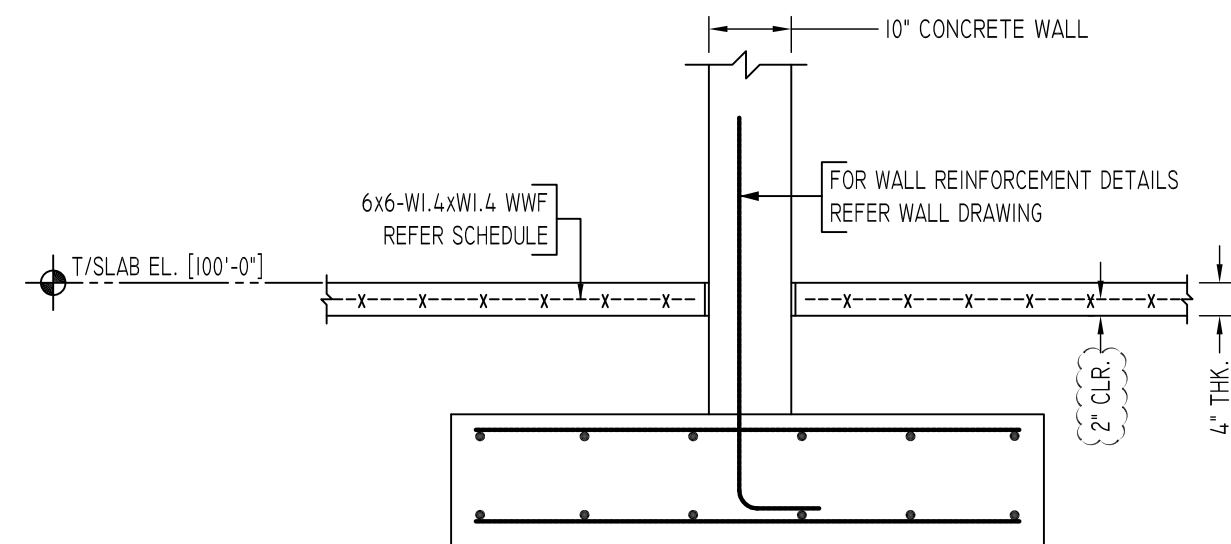 10" CONCRETE WALL
FOR WALL REINFORCEMENT DETAILS
REFER WALL DRAWING
6x6-W1.4xW1.4 WWF
REFER SCHEDULE
T/SLAB EL. [100'-0"]
2" CLR.
4" THK.